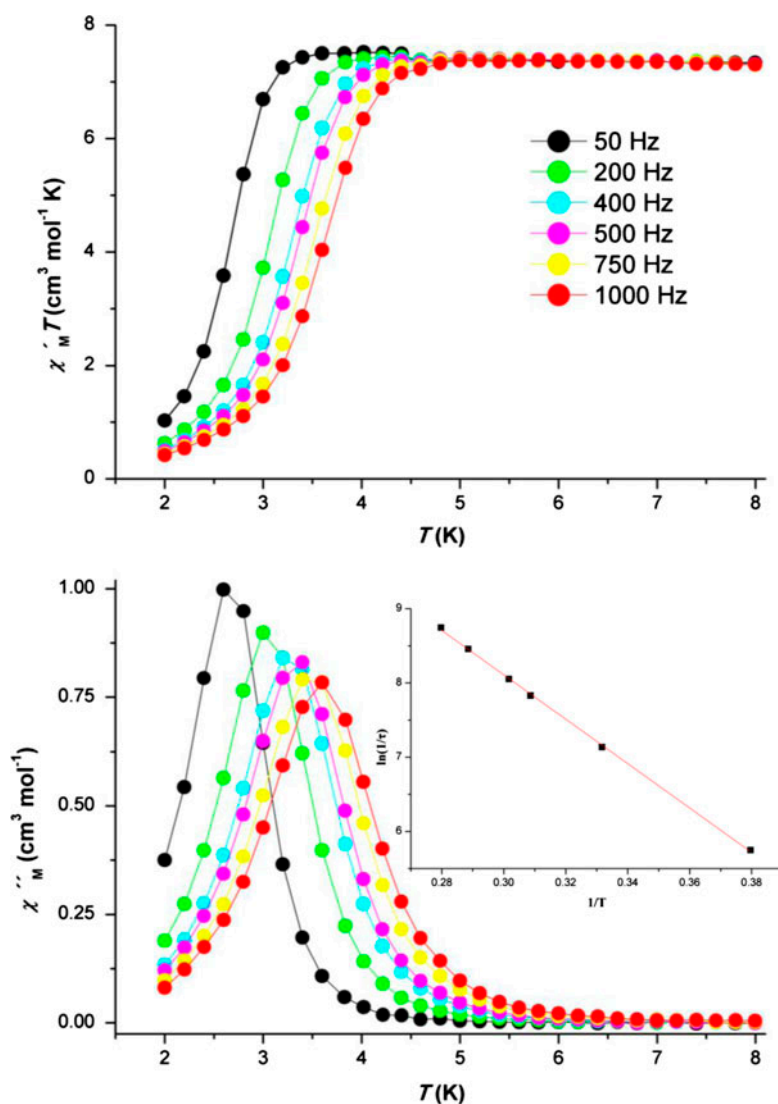 8
6
4
2
0
χ´M T (cm³ mol⁻¹ K)
50 Hz
200 Hz
400 Hz
500 Hz
750 Hz
1000 Hz
2 3 4 5 6 7 8
T (K)
1.00
0.75
0.50
0.25
0.00
χ´´M (cm³ mol⁻¹)
9
8
7
6
ln(1/τ)
0.28 0.30 0.32 0.34 0.36 0.38
1/T
2 3 4 5 6 7 8
T (K)